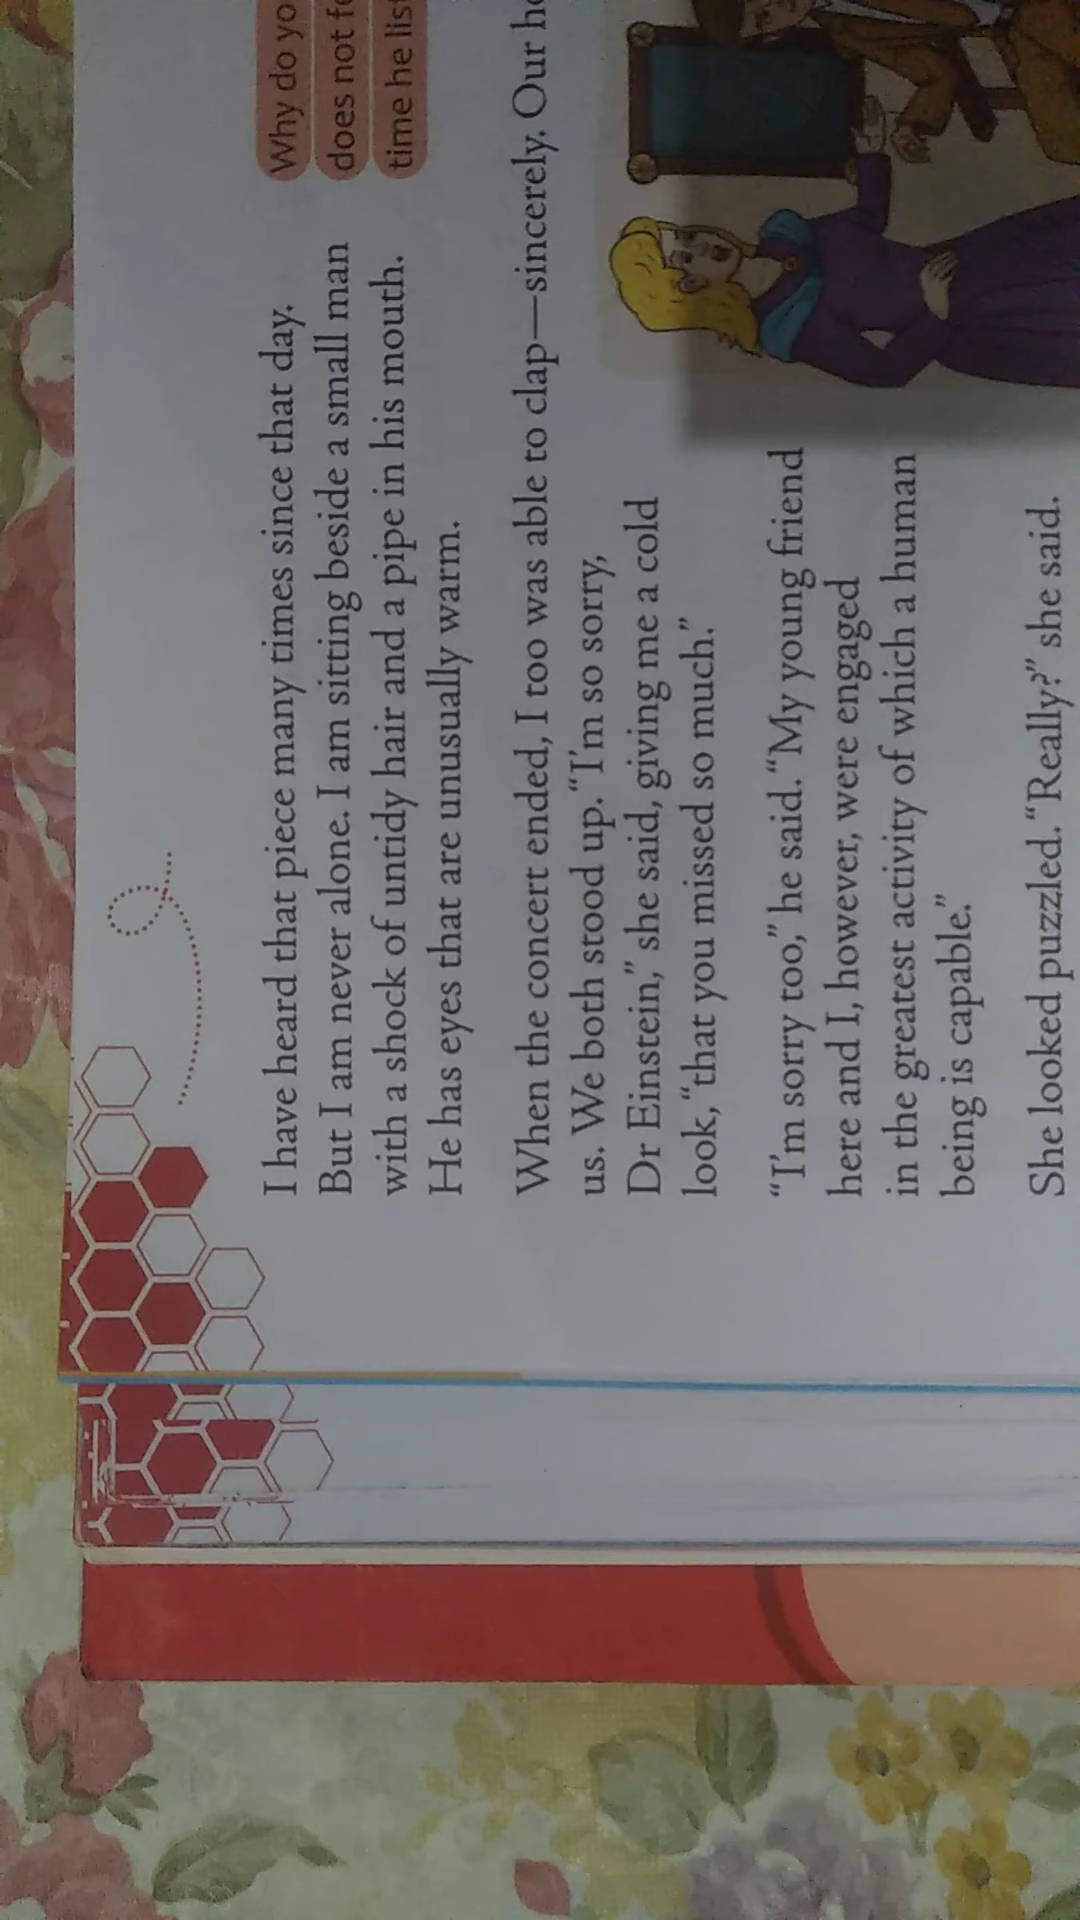 I have heard that piece many times since that day.
But I am never alone. I am sitting beside a small man
with a shock of untidy hair and a pipe in his mouth.
He has eyes that are unusually warm.
Why do yo
does not f
time he lis
When the concert ended, I too was able to clap—sincerely. Our h
us. We both stood up. “I'm so sorry,
Dr Einstein,” she said, giving me a cold
look, “that you missed so much.”
“I'm sorry too,” he said. “My young friend
here and I, however, were engaged
in the greatest activity of which a human
being is capable.”
She looked puzzled. “Really?” she said.